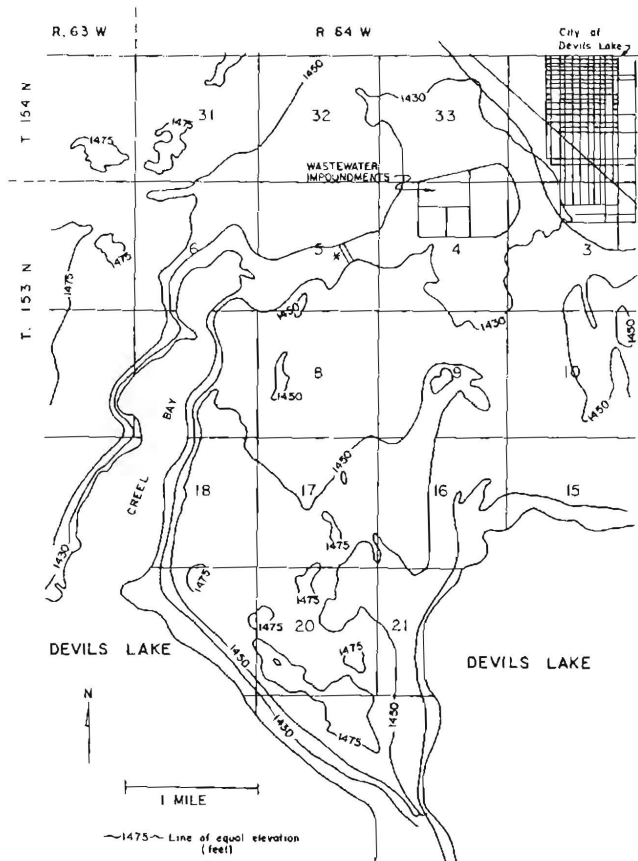 R. 63 W
R 64 W
City of
Devils Lake
T 154 N
T. 153 N
31
32
33
1450
1430
1475
1475
WASTEWATER
IMPOUNDMENTS
6
5
*
4
3
1475
1475
1450
1430
1450
8
9
10
1450
1450
CREEL BAY
18
17
16
15
1450
1430
1475
1475
1475
1475
20
21
DEVILS LAKE
DEVILS LAKE
1450
1430
1450
1475
N
1 MILE
1475 Line of equal elevation
(feet)